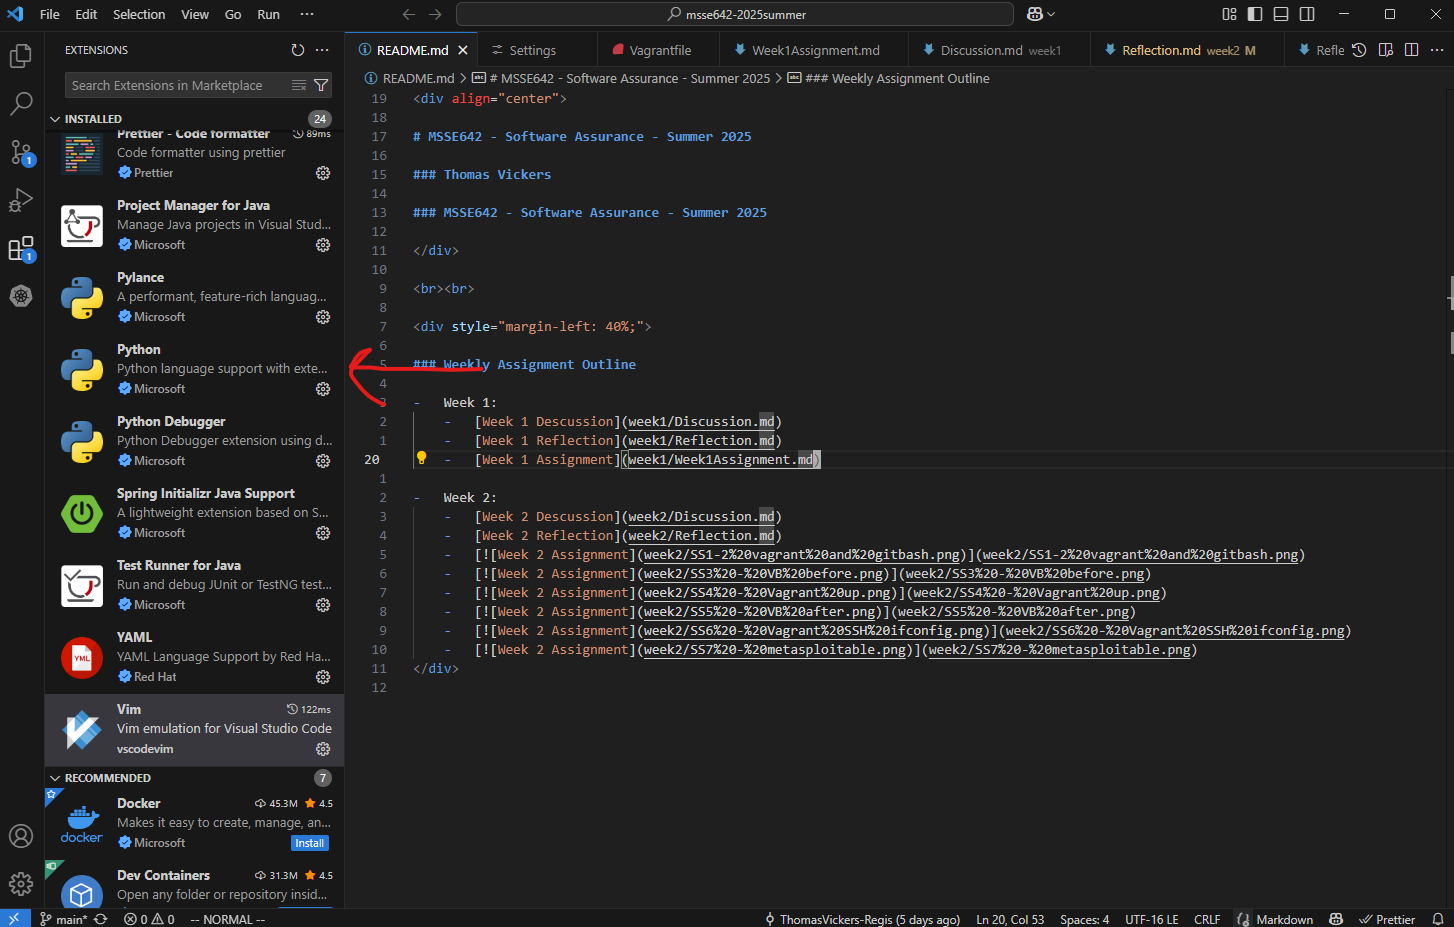 File Edit Selection View Go Run ··· msse642-2025summer
EXTENSIONS
Search Extensions in Marketplace
INSTALLED 24
Prettier - Code formatter 89ms
Code formatter using prettier
Prettier
Project Manager for Java
Manage Java projects in Visual Stud...
Microsoft
Pylance
A performant, feature-rich languag...
Microsoft
Python
Python language support with exte...
Microsoft
Python Debugger
Python Debugger extension using d...
Microsoft
Spring Initializr Java Support
A lightweight extension based on S...
Microsoft
Test Runner for Java
Run and debug JUnit or TestNG test...
Microsoft
YAML
YAML Language Support by Red Ha...
Red Hat
YML
Vim 122ms
Vim emulation for Visual Studio Code
vscodevim
RECOMMENDED 7
Docker 45.3M 4.5
Makes it easy to create, manage, an...
Microsoft Install
docker
Dev Containers 31.3M 4.5
Open any folder or repository insid...
1
1
README.md Settings Vagrantfile Week1Assignment.md Discussion.md week1 Reflection.md week2 M Refle
README.md > # MSSE642 - Software Assurance - Summer 2025 > ### Weekly Assignment Outline
19 <div align="center">
18
17 # MSSE642 - Software Assurance - Summer 2025
16
15 ### Thomas Vickers
14
13 ### MSSE642 - Software Assurance - Summer 2025
12
11 </div>
10
9 <br><br>
8
7 <div style="margin-left: 40%;">
6
5 ### Weekly Assignment Outline
4
3 - Week 1:
2 - [Week 1 Descussion](week1/Discussion.md)
1 - [Week 1 Reflection](week1/Reflection.md)
20 - [Week 1 Assignment](week1/Week1Assignment.md)
1
2 - Week 2:
3 - [Week 2 Descussion](week2/Discussion.md)
4 - [Week 2 Reflection](week2/Reflection.md)
5 - [![Week 2 Assignment](week2/SS1-2%20vagrant%20and%20gitbash.png)](week2/SS1-2%20vagrant%20and%20gitbash.png)
6 - [![Week 2 Assignment](week2/SS3%20-%20VB%20before.png)](week2/SS3%20-%20VB%20before.png)
7 - [![Week 2 Assignment](week2/SS4%20-%20Vagrant%20up.png)](week2/SS4%20-%20Vagrant%20up.png)
8 - [![Week 2 Assignment](week2/SS5%20-%20VB%20after.png)](week2/SS5%20-%20VB%20after.png)
9 - [![Week 2 Assignment](week2/SS6%20-%20Vagrant%20SSH%20ifconfig.png)](week2/SS6%20-%20Vagrant%20SSH%20ifconfig.png)
10 - [![Week 2 Assignment](week2/SS7%20-%20metasploitable.png)](week2/SS7%20-%20metasploitable.png)
11 </div>
12
main* 0 0 -- NORMAL -- ThomasVickers-Regis (5 days ago) Ln 20, Col 53 Spaces: 4 UTF-16 LE CRLF Markdown Prettier